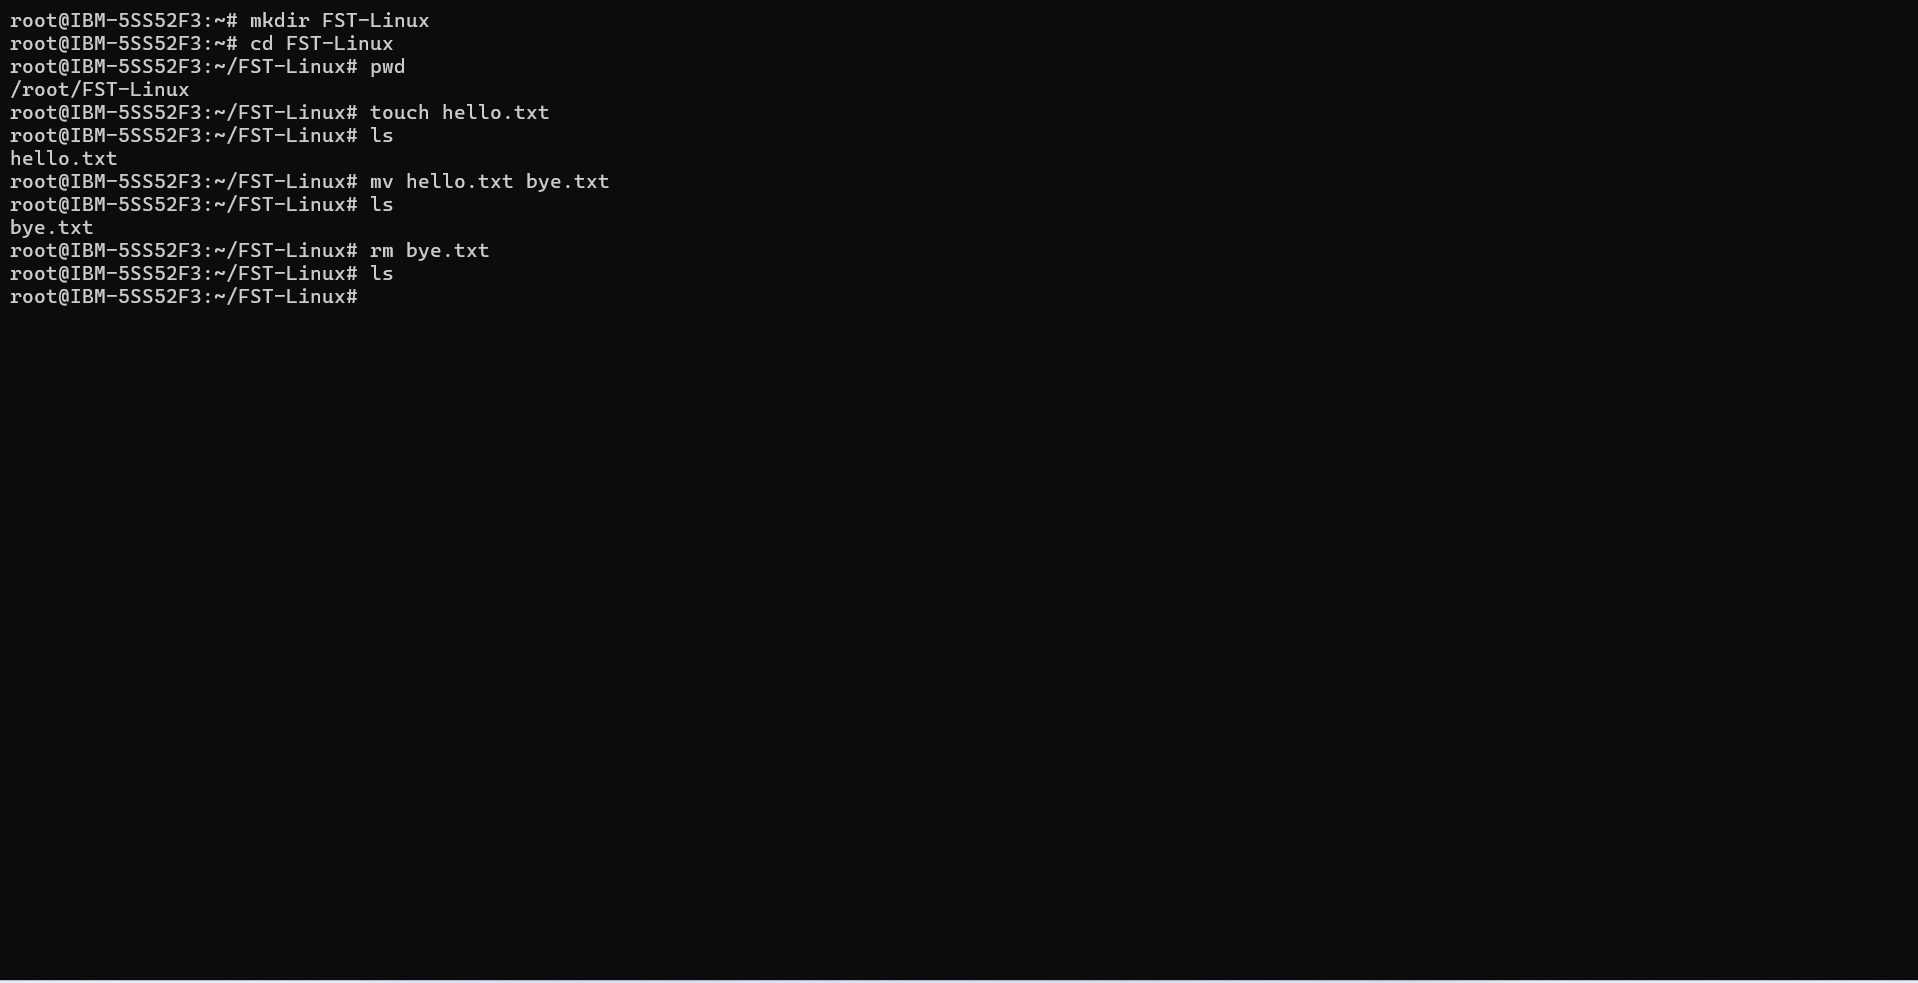 root@IBM-5SS52F3:~# mkdir FST-Linux
root@IBM-5SS52F3:~# cd FST-Linux
root@IBM-5SS52F3:~/FST-Linux# pwd
/root/FST-Linux
root@IBM-5SS52F3:~/FST-Linux# touch hello.txt
root@IBM-5SS52F3:~/FST-Linux# ls
hello.txt
root@IBM-5SS52F3:~/FST-Linux# mv hello.txt bye.txt
root@IBM-5SS52F3:~/FST-Linux# ls
bye.txt
root@IBM-5SS52F3:~/FST-Linux# rm bye.txt
root@IBM-5SS52F3:~/FST-Linux# ls
root@IBM-5SS52F3:~/FST-Linux#